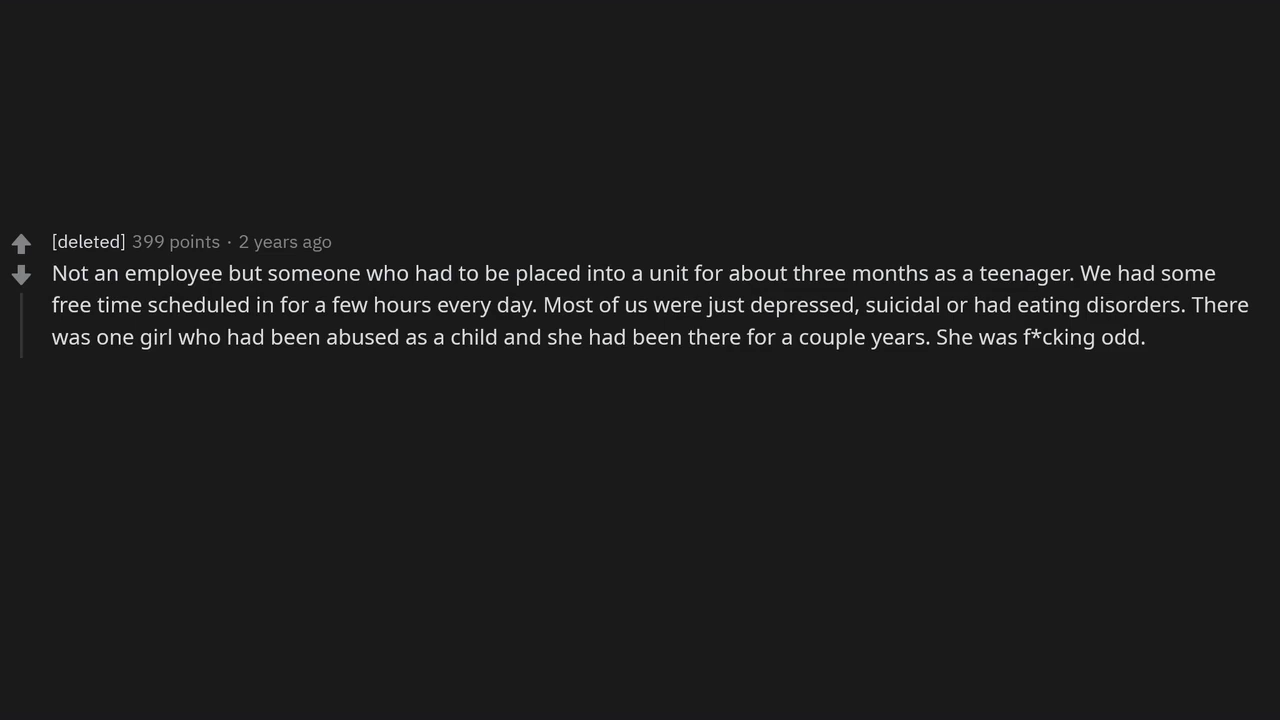 [deleted] 399 points · 2 years ago
Not an employee but someone who had to be placed into a unit for about three months as a teenager. We had some
free time scheduled in for a few hours every day. Most of us were just depressed, suicidal or had eating disorders. There
was one girl who had been abused as a child and she had been there for a couple years. She was f*cking odd.